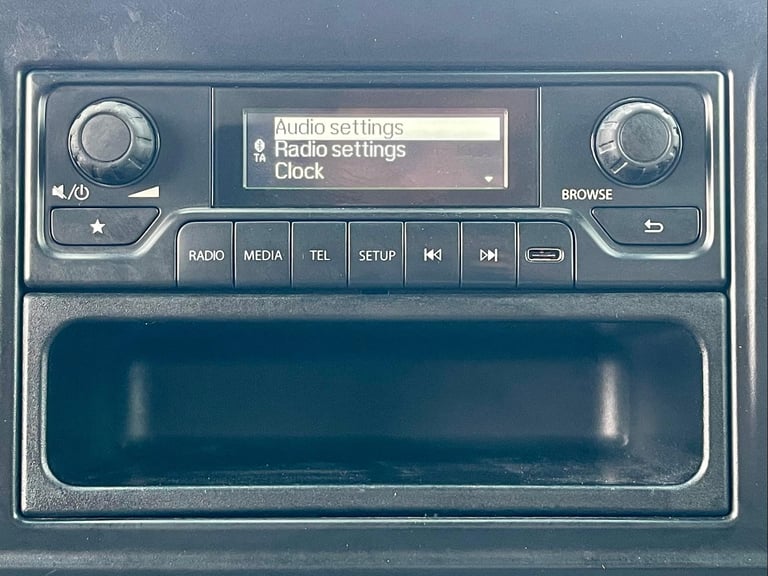 Audio settings
Radio settings
TA
Clock
BROWSE
RADIO
MEDIA
TEL
SETUP